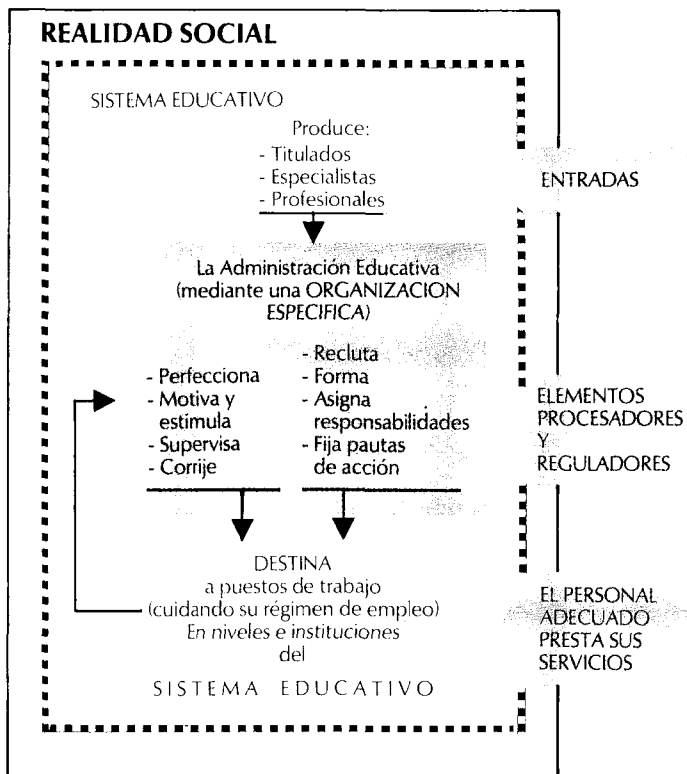 REALIDAD SOCIAL
SISTEMA EDUCATIVO
Produce:
- Titulados
- Especialistas
- Profesionales
ENTRADAS
La Administración Educativa
(mediante una ORGANIZACION
ESPECIFICA)
- Perfecciona
- Motiva y
estimula
- Supervisa
- Corrije
- Recluta
- Forma
- Asigna
responsabilidades
- Fija pautas
de acción
ELEMENTOS
PROCESADORES
Y
REGULADORES
DESTINA
a puestos de trabajo
(cuidando su régimen de empleo)
En niveles e instituciones
del
SISTEMA EDUCATIVO
EL PERSONAL
ADECUADO
PRESTA SUS
SERVICIOS